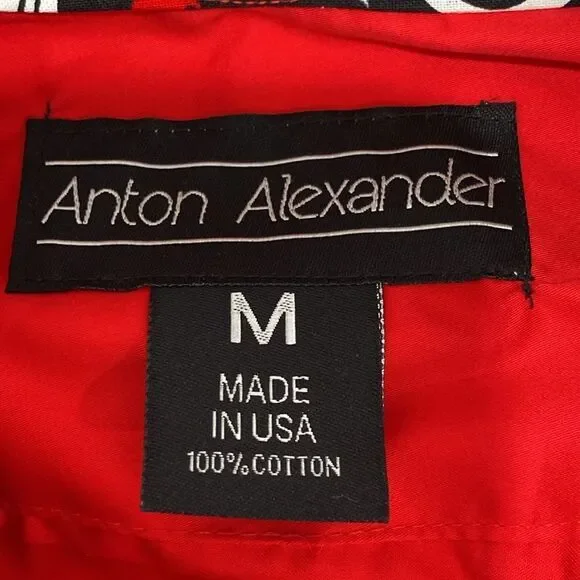 Anton Alexander
M
MADE
IN USA
100% COTTON